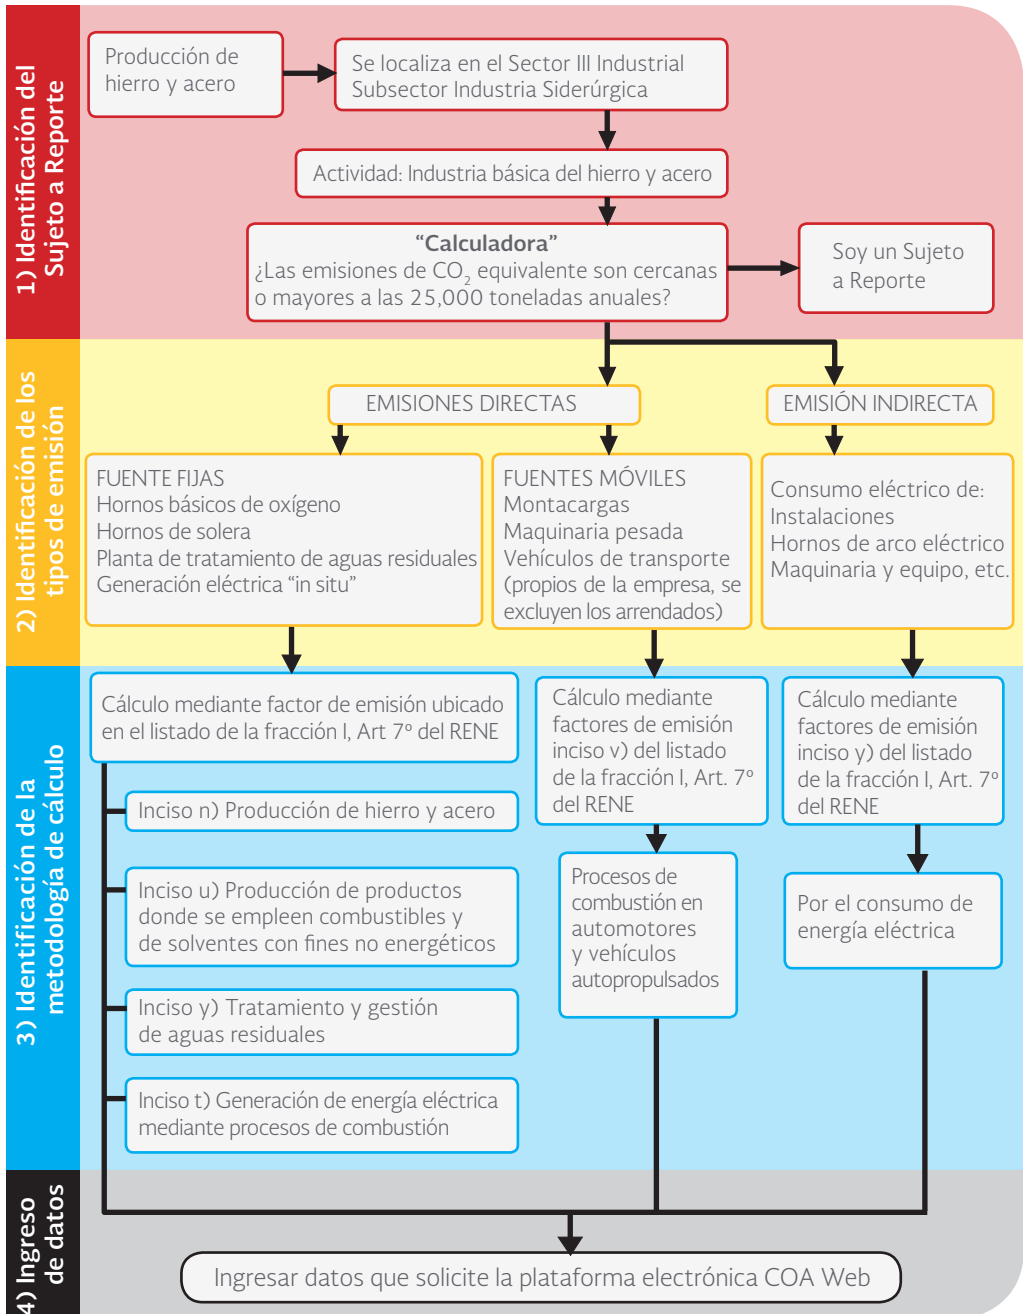 1) Identificación del
Sujeto a Reporte
Producción de
hierro y acero
Se localiza en el Sector III Industrial
Subsector Industria Siderúrgica
Actividad: Industria básica del hierro y acero
“Calculadora”
¿Las emisiones de CO2 equivalente son cercanas
o mayores a las 25,000 toneladas anuales?
Soy un Sujeto
a Reporte
2) Identificación de los
tipos de emisión
EMISIONES DIRECTAS
EMISIÓN INDIRECTA
FUENTE FIJAS
Hornos básicos de oxígeno
Hornos de solera
Planta de tratamiento de aguas residuales
Generación eléctrica “in situ”
FUENTES MÓVILES
Montacargas
Maquinaria pesada
Vehículos de transporte
(propios de la empresa, se
excluyen los arrendados)
Consumo eléctrico de:
Instalaciones
Hornos de arco eléctrico
Maquinaria y equipo, etc.
3) Identificación de la
metodología de cálculo
Cálculo mediante factor de emisión ubicado
en el listado de la fracción I, Art 7º del RENE
Inciso n) Producción de hierro y acero
Inciso u) Producción de productos
donde se empleen combustibles y
de solventes con fines no energéticos
Inciso y) Tratamiento y gestión
de aguas residuales
Inciso t) Generación de energía eléctrica
mediante procesos de combustión
Cálculo mediante
factores de emisión
inciso v) del listado
de la fracción I, Art. 7º
del RENE
Procesos de
combustión en
automotores
y vehículos
autopropulsados
Cálculo mediante
factores de emisión
inciso y) del listado
de la fracción I, Art. 7º
del RENE
Por el consumo de
energía eléctrica
4) Ingreso
de datos
Ingresar datos que solicite la plataforma electrónica COA Web